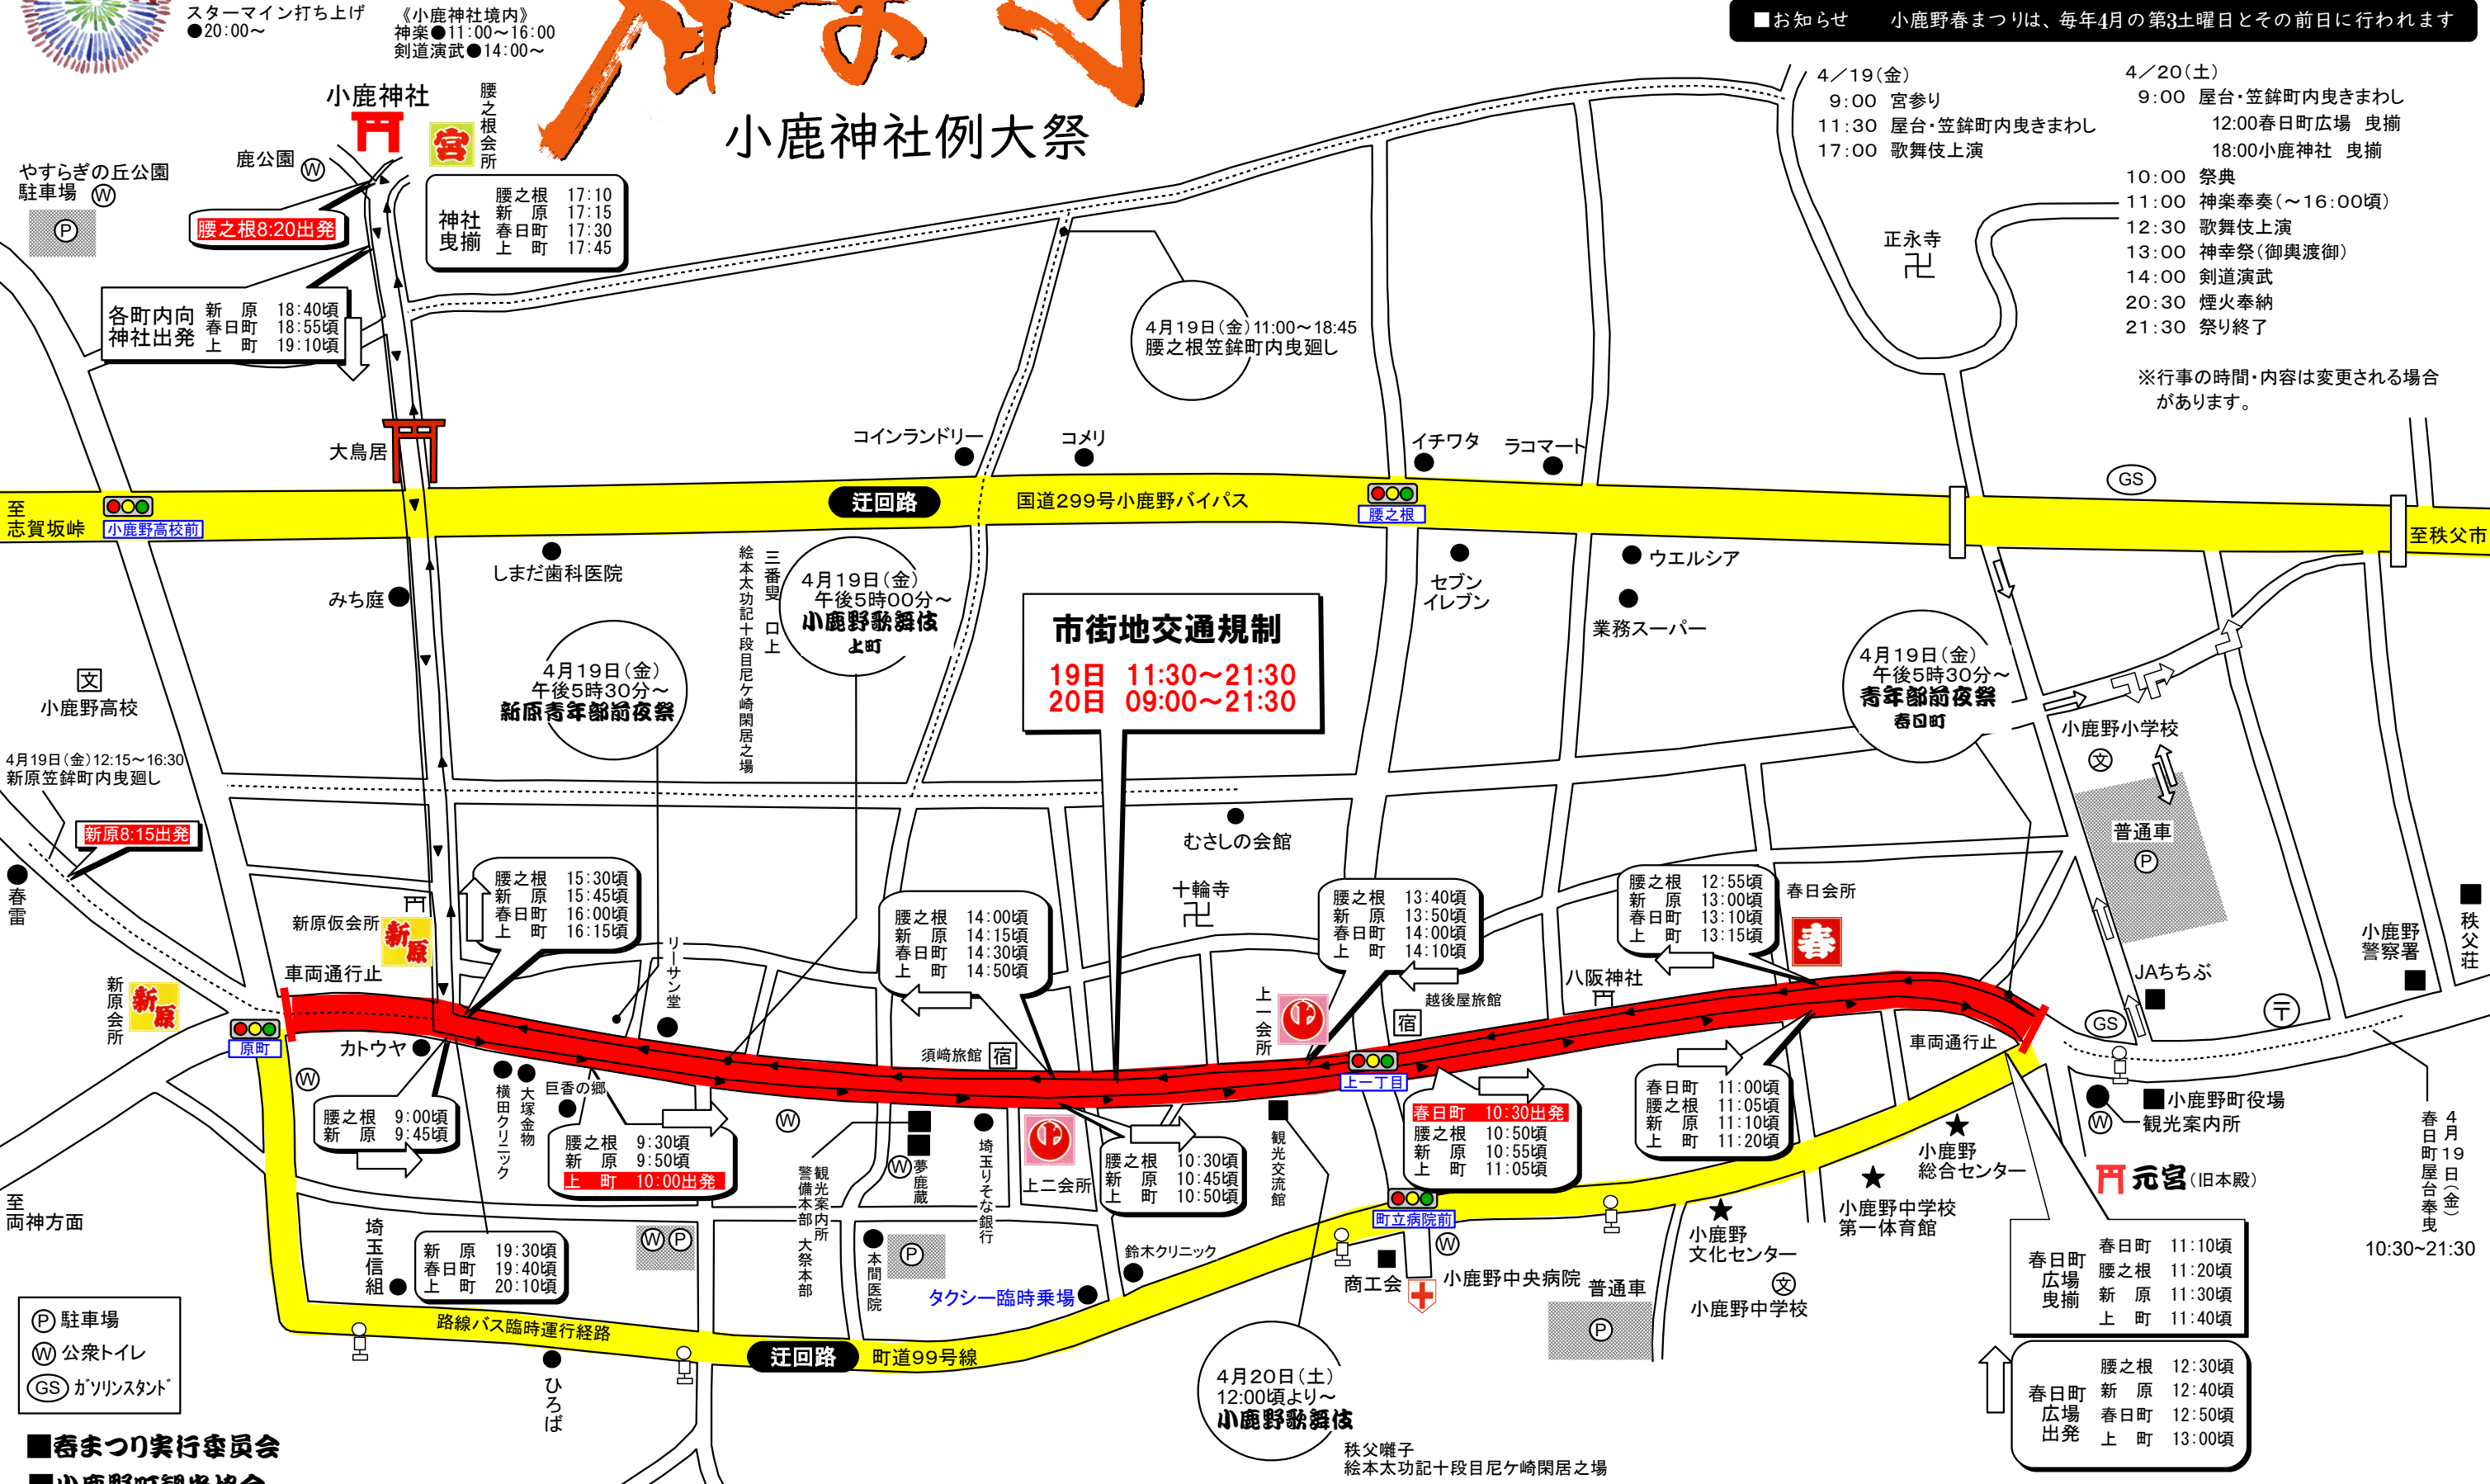 スターマイン打ち上げ
●20:00～
《小鹿神社境内》
神楽●11:00～16:00
剣道演武●14:00～
小鹿神社例大祭
■お知らせ　小鹿野春まつりは、毎年4月の第3土曜日とその前日に行われます
4／19(金)
9:00 宮参り
11:30 屋台・笠鉾町内曳きまわし
17:00 歌舞伎上演
4／20(土)
9:00 屋台・笠鉾町内曳きまわし
12:00春日町広場 曳揃
18:00小鹿神社 曳揃
10:00 祭典
11:00 神楽奉奏(～16:00頃)
12:30 歌舞伎上演
13:00 神幸祭(御輿渡御)
14:00 剣道演武
20:30 煙火奉納
21:30 祭り終了
※行事の時間・内容は変更される場合
があります。
小鹿神社
宮
腰之根会所
鹿公園 W
やすらぎの丘公園
駐車場 W
P
腰之根8:20出発
神社
曳揃
腰之根 17:10
新 原 17:15
春日町 17:30
上 町 17:45
各町内向
神社出発
新 原 18:40頃
春日町 18:55頃
上 町 19:10頃
正永寺
4月19日(金)11:00～18:45
腰之根笠鉾町内曳廻し
大鳥居
コインランドリー
コメリ
イチワタ
ラコマート
GS
至
志賀坂峠
小鹿野高校前
迂回路
国道299号小鹿野バイパス
腰之根
至秩父市
しまだ歯科医院
みち庭
三番叟 口上
絵本太功記十段目尼ケ崎閑居之場
4月19日(金)
午後5時00分～
小鹿野歌舞伎
上町
セブン
イレブン
ウエルシア
業務スーパー
市街地交通規制
19日 11:30～21:30
20日 09:00～21:30
4月19日(金)
午後5時30分～
新原青年部前夜祭
4月19日(金)
午後5時30分～
青年部前夜祭
春日町
文
小鹿野高校
小鹿野小学校
文
4月19日(金)12:15～16:30
新原笠鉾町内曳廻し
新原8:15出発
春雷
普通車
P
むさしの会館
十輪寺
腰之根 15:30頃
新 原 15:45頃
春日町 16:00頃
上 町 16:15頃
新原仮会所
新原
車両通行止
リーサン堂
腰之根 14:00頃
新 原 14:15頃
春日町 14:30頃
上 町 14:50頃
腰之根 13:40頃
新 原 13:50頃
春日町 14:00頃
上 町 14:10頃
腰之根 12:55頃
新 原 13:00頃
春日町 13:10頃
上 町 13:15頃
春日会所
春
八阪神社
越後屋旅館
宿
上一会所
小鹿野
警察署
秩父荘
JAちちぶ
GS
〒
新原会所
新原
原町
カトウヤ
須﨑旅館 宿
上一丁目
車両通行止
W
横田クリニック
大塚金物
巨香の郷
腰之根 9:00頃
新 原 9:45頃
腰之根 9:30頃
新 原 9:50頃
上 町 10:00出発
W
観光案内所
警備本部 大祭本部
W
夢鹿蔵
埼玉りそな銀行
上二会所
腰之根 10:30頃
新 原 10:45頃
上 町 10:50頃
観光交流館
春日町 10:30出発
腰之根 10:50頃
新 原 10:55頃
上 町 11:05頃
春日町 11:00頃
腰之根 11:05頃
新 原 11:10頃
上 町 11:20頃
W
■小鹿野町役場
観光案内所
元宮(旧本殿)
4月19日(金)
春日町屋台奉曳
10:30~21:30
小鹿野
総合センター
小鹿野中学校
第一体育館
小鹿野
文化センター
文
小鹿野中学校
至
両神方面
埼玉信組
新 原 19:30頃
春日町 19:40頃
上 町 20:10頃
W P
本間医院
P
タクシー臨時乗場
鈴木クリニック
町立病院前
W
商工会
小鹿野中央病院
普通車
P
春日町
広場
曳揃
春日町 11:10頃
腰之根 11:20頃
新 原 11:30頃
上 町 11:40頃
春日町
広場
出発
腰之根 12:30頃
新 原 12:40頃
春日町 12:50頃
上 町 13:00頃
P 駐車場
W 公衆トイレ
GS ｶﾞソリンスタンﾄﾞ
路線バス臨時運行経路
迂回路
町道99号線
ひろば
4月20日(土)
12:00頃より～
小鹿野歌舞伎
秩父囃子
絵本太功記十段目尼ケ崎閑居之場
■春まつり実行委員会